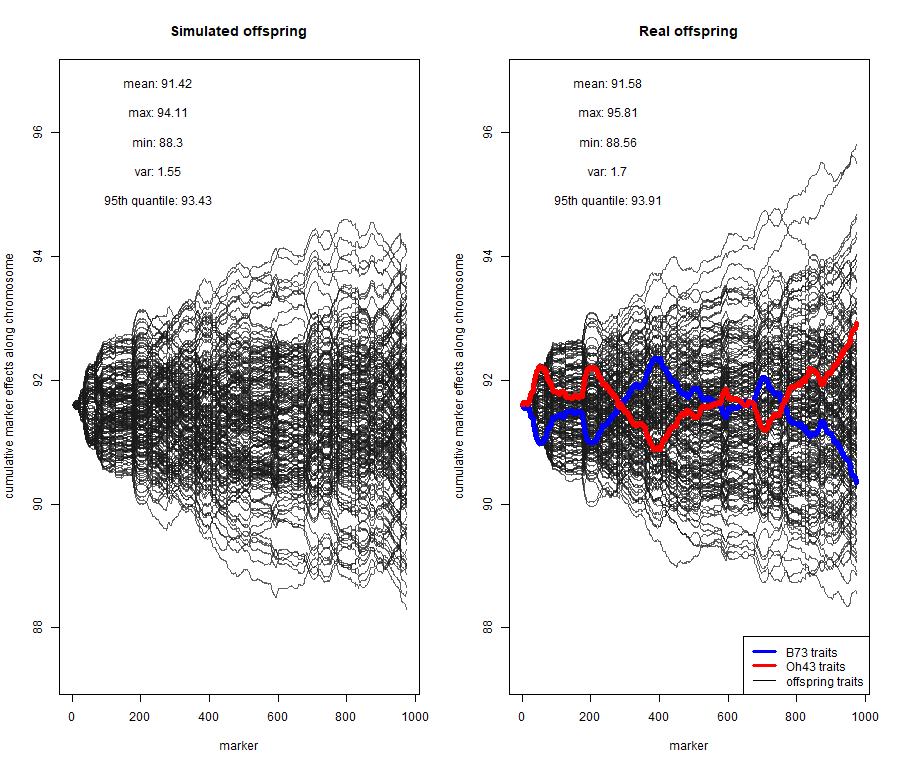 Simulated offspring
mean: 91.42
max: 94.11
min: 88.3
var: 1.55
95th quantile: 93.43
cumulative marker effects along chromosome
96
94
92
90
88
0 200 400 600 800 1000
marker
Real offspring
mean: 91.58
max: 95.81
min: 88.56
var: 1.7
95th quantile: 93.91
cumulative marker effects along chromosome
96
94
92
90
88
B73 traits
Oh43 traits
offspring traits
0 200 400 600 800 1000
marker